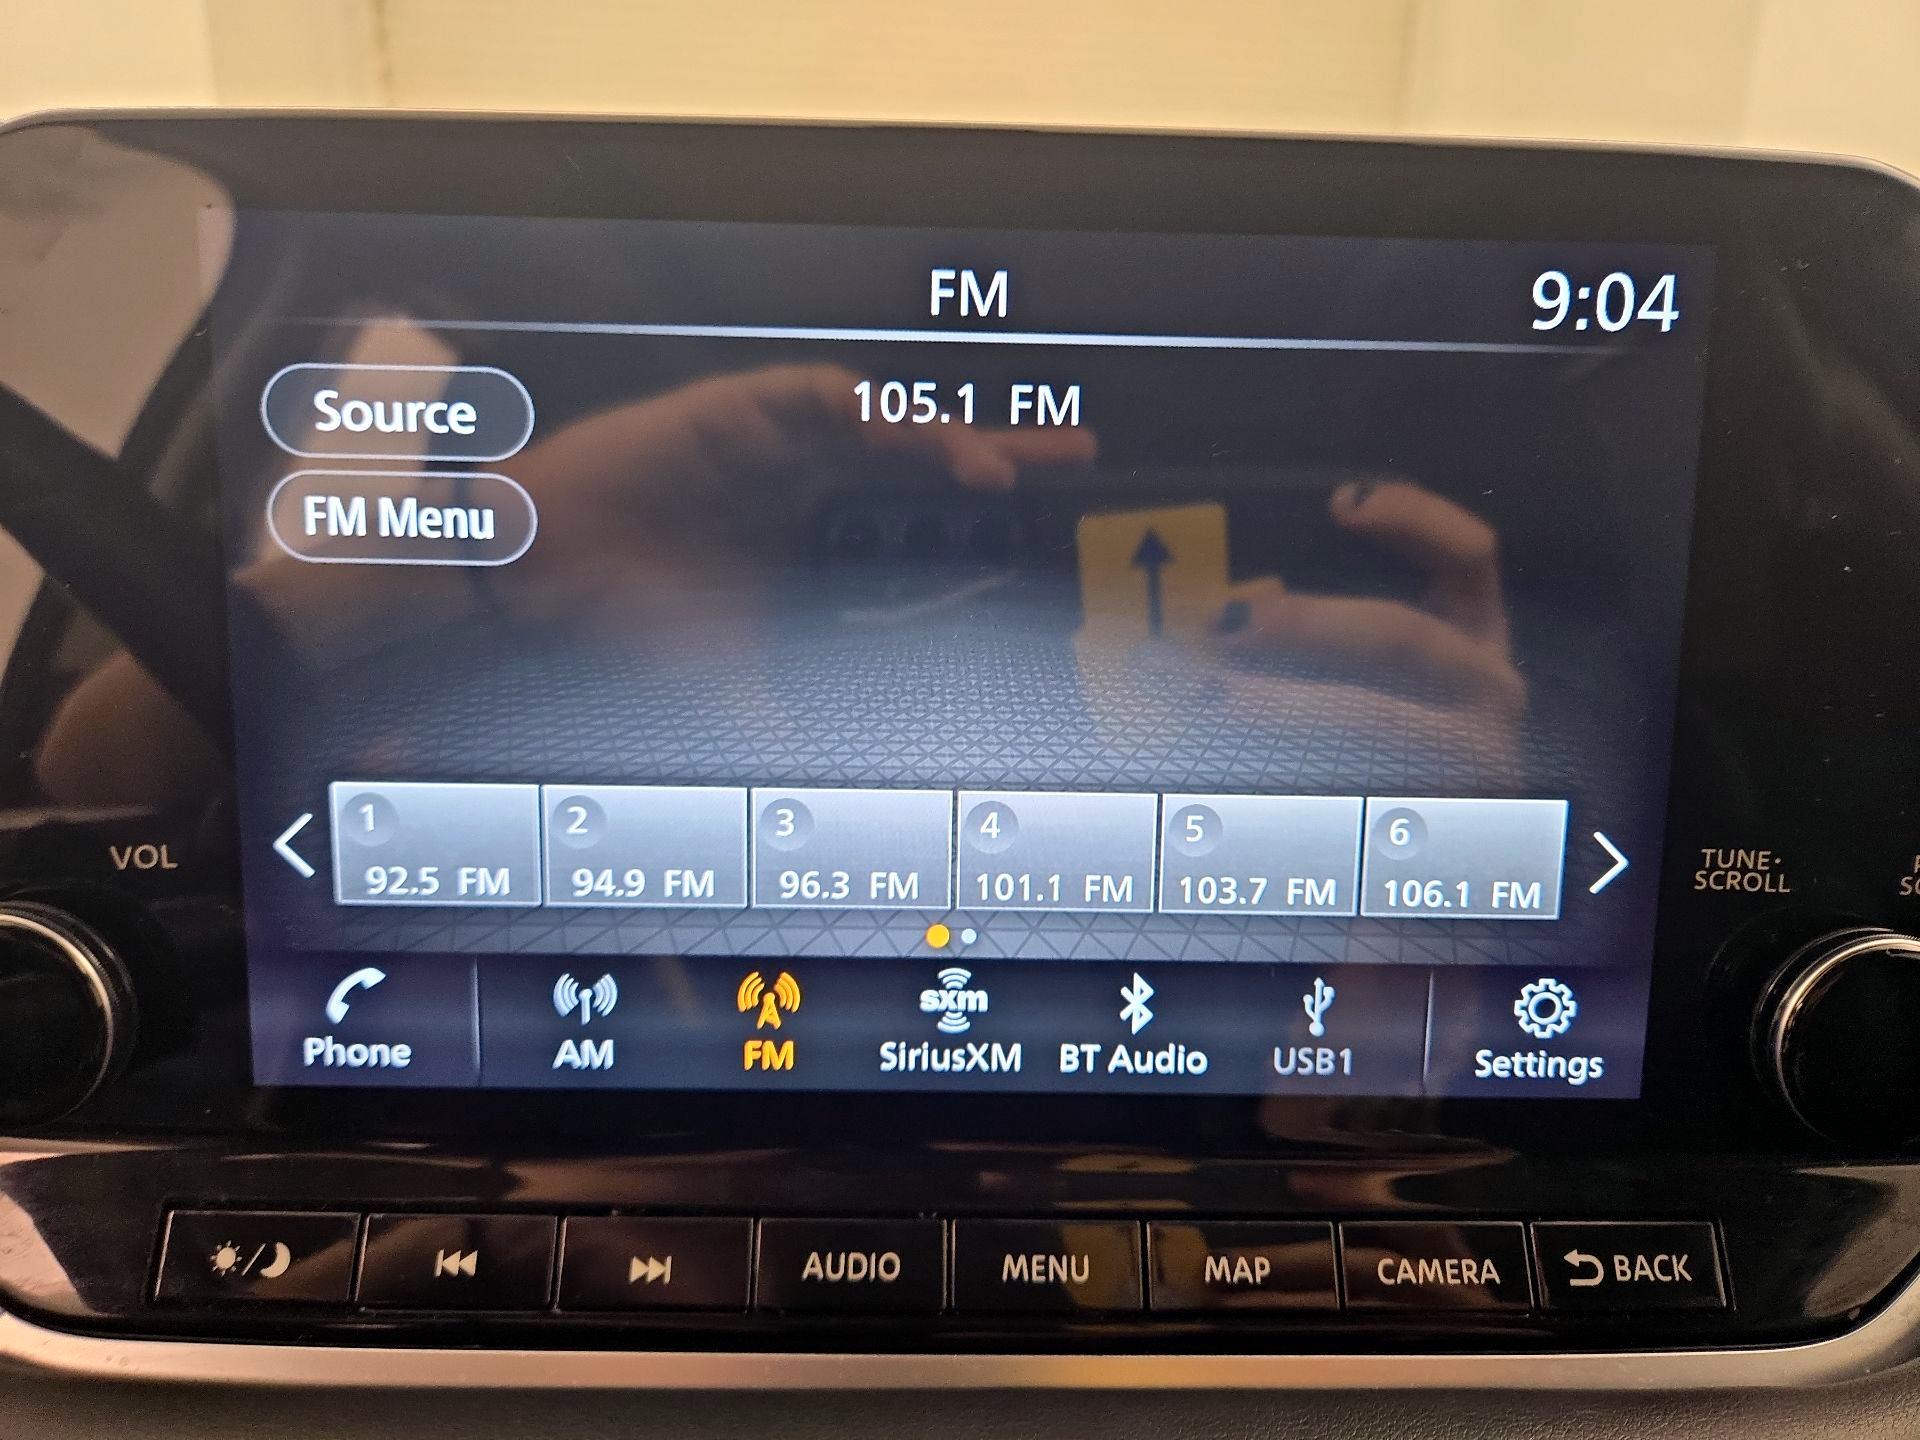 FM
9:04
Source
105.1 FM
FM Menu
1
2
3
4
5
6
92.5 FM
94.9 FM
96.3 FM
101.1 FM
103.7 FM
106.1 FM
VOL
TUNE·
SCROLL
sxm
Phone
AM
FM
SiriusXM
BT Audio
USB1
Settings
AUDIO
MENU
MAP
CAMERA
BACK